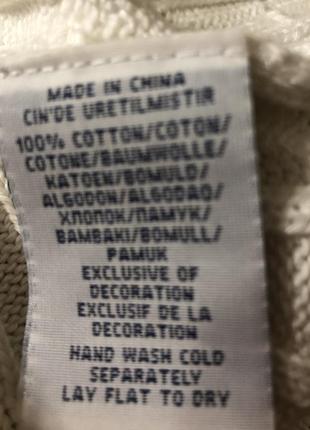 MADE IN CHINA
CIN'DE URETILMISTIR
100% COTTON/COTON/
COTONE/BAUMWOLLE/
KATOEN/BOMULD/
ALGODON/ALGODAO/
ХЛОПОК/ПАМУК/
BAMBAKI/BOMULL/
PAMUK
EXCLUSIVE OF
DECORATION
EXCLUSIF DE LA
DECORATION
HAND WASH COLD
SEPARATELY
LAY FLAT TO DRY